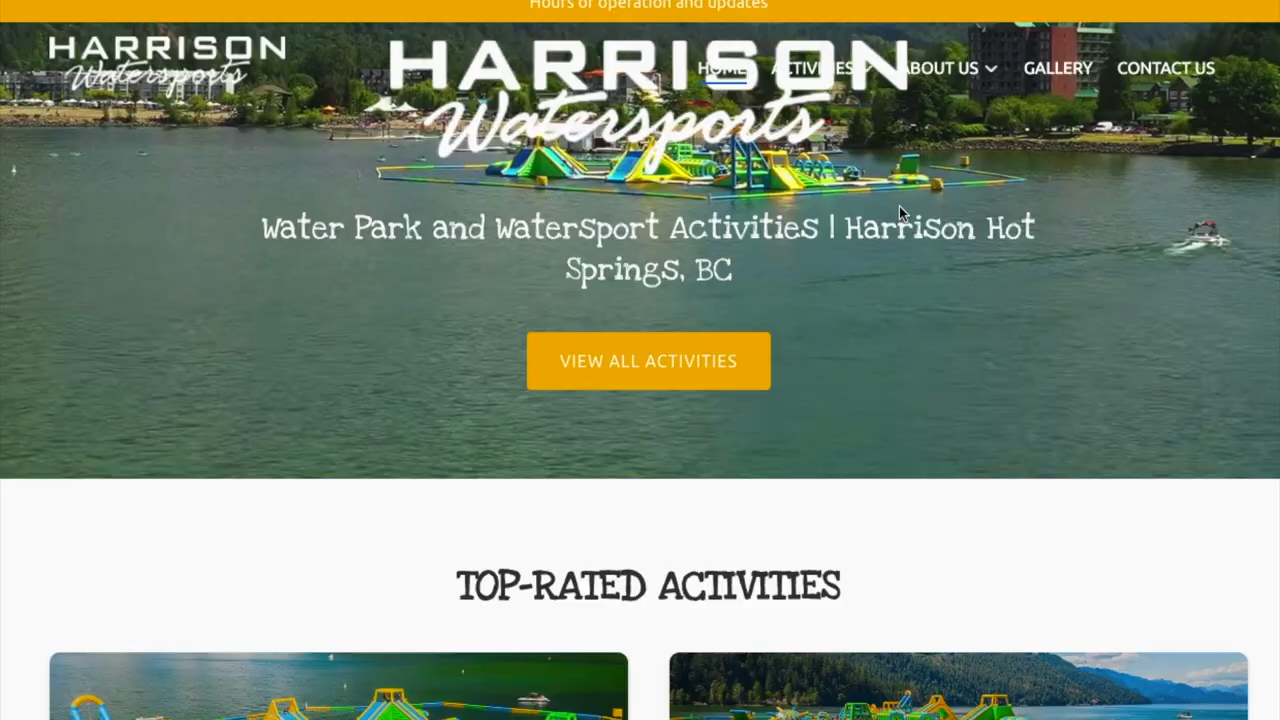 Hours of operation and updates
HARRISON
Watersports
HOME ACTIVITIES ABOUT US GALLERY CONTACT US
HARRISON
Watersports
Water Park and Watersport Activities | Harrison Hot
Springs, BC
VIEW ALL ACTIVITIES
TOP-RATED ACTIVITIES